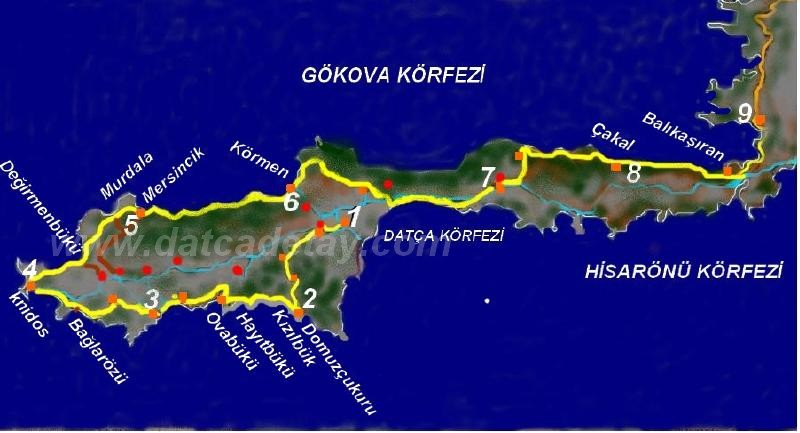 GÖKOVA KÖRFEZİ
9
Çakal
Balıkaşıran
8
7
Körmen
6
Murdala
Mersincik
Değirmenbükü
5
1
DATÇA KÖRFEZİ
www.datcadetay.com
HİSARÖNÜ KÖRFEZİ
4
3
2
knidos
Bağlarözü
Ovabükü
Hayıtbükü
Kızılbük
Domuzçukuru